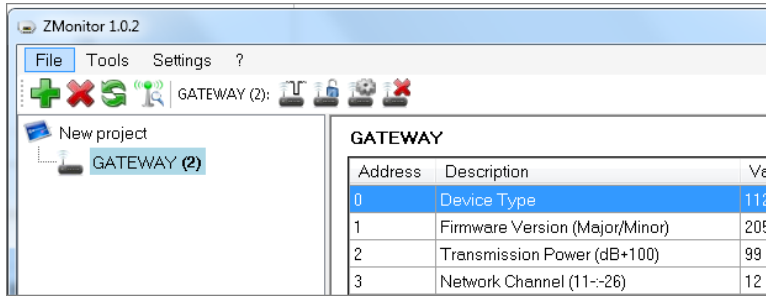 ZMonitor 1.0.2
File Tools Settings ?
GATEWAY (2):
New project
GATEWAY (2)
GATEWAY
Address Description
0 Device Type 112
1 Firmware Version (Major/Minor) 205
2 Transmission Power (dB+100) 99
3 Network Channel (11-:-26) 12